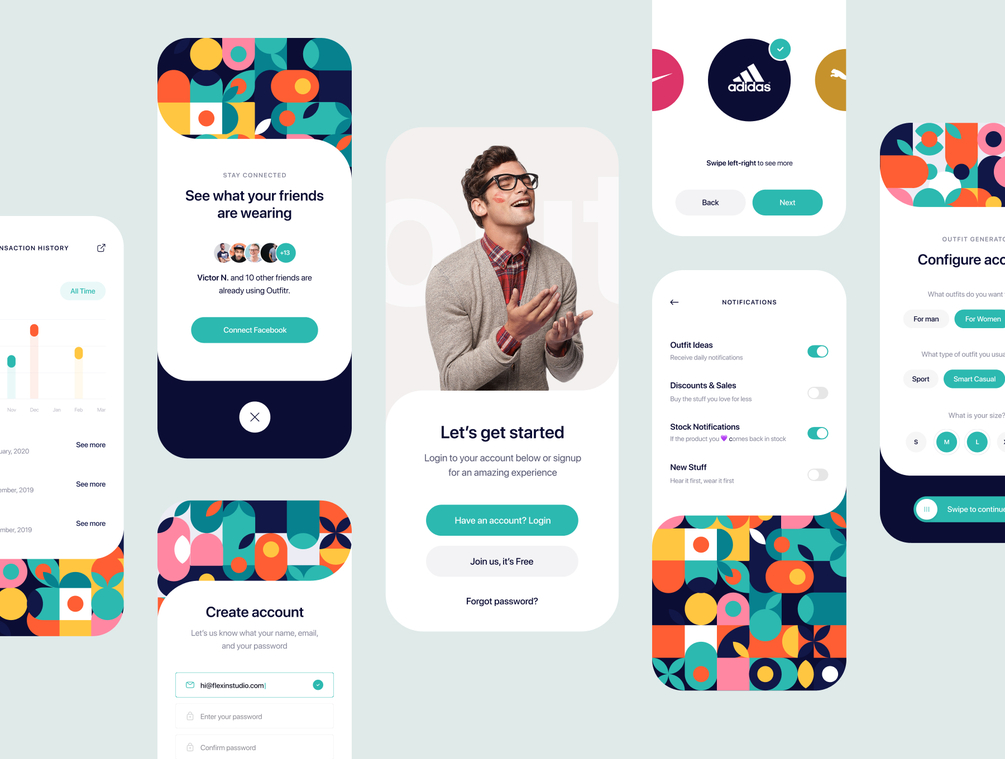 NSACTION HISTORY
All Time
Nov Dec Jan Feb Mar
See more
uary, 2020
See more
ember, 2019
See more
mber, 2019
STAY CONNECTED
See what your friends
are wearing
+13
Victor N. and 10 other friends are
already using Outfitr.
Connect Facebook
Create account
Let's us know what your name, email,
and your password
hi@flexinstudio.com
Enter your password
Confirm password
out
Let's get started
Login to your account below or signup
for an amazing experience
Have an account? Login
Join us, it's Free
Forgot password?
adidas
Swipe left-right to see more
Back
Next
NOTIFICATIONS
Outfit Ideas
Receive daily notifications
Discounts & Sales
Buy the stuff you love for less
Stock Notifications
If the product you 💜 comes back in stock
New Stuff
Hear it first, wear it first
OUTFIT GENERATO
Configure acc
What outfits do you want
For man
For Women
What type of outfit you usua
Sport
Smart Casual
What is your size?
S
M
L
Swipe to continue